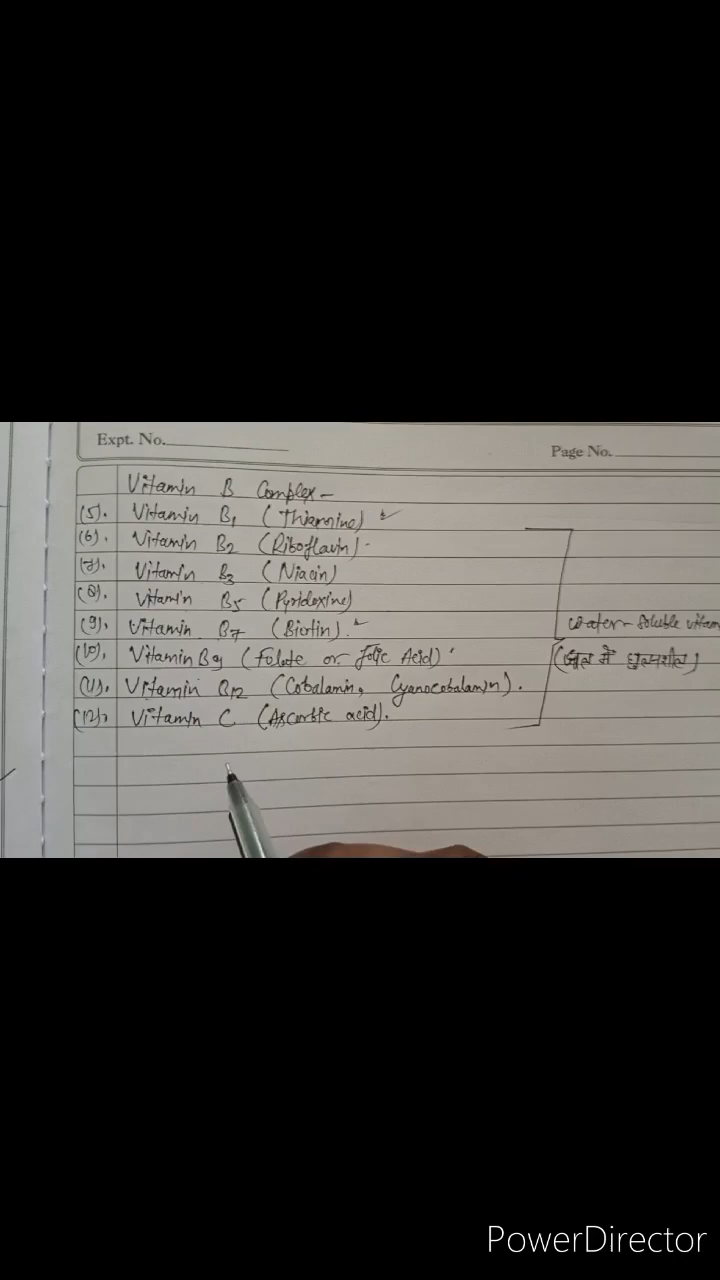 Expt. No.
Page No.
Vitamin B Complex -
(5). Vitamin B1 (Thiamine)
(6). Vitamin B2 (Riboflavin) -
(7). Vitamin B3 (Niacin)
(8). Vitamin B5 (Pyridoxine)
(9). Vitamin B7 (Biotin).
(10). Vitamin B9 (Folate or Folic Acid)
(11). Vitamin B12 (Cobalamin, Cyanocobalamin).
(12). Vitamin C (Ascorbic acid).
water-soluble vitam
(जल में घुलनशील)
PowerDirector